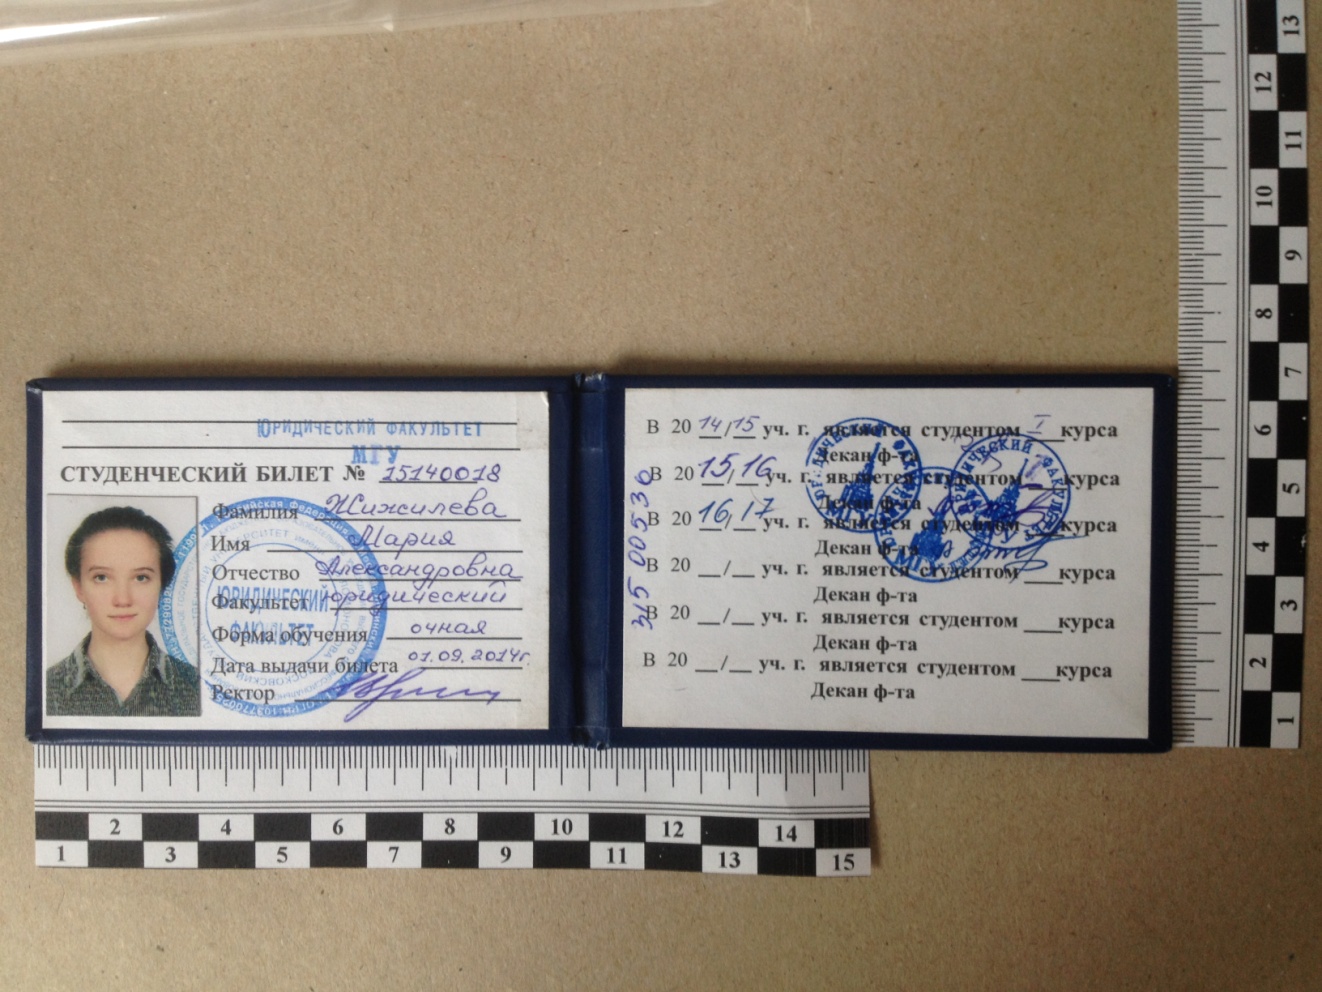 ЮРИДИЧЕСКИЙ ФАКУЛЬТЕТ
МГУ
СТУДЕНЧЕСКИЙ БИЛЕТ № 15140018
Фамилия Жижилева
Имя Мария
Отчество Александровна
Факультет юридический
Форма обучения очная
Дата выдачи билета 01.09.2014г.
Ректор
ЮРИДИЧЕСКИЙ
ФАКУЛЬТЕТ
315 00536
В 20 14/15 уч. г. является студентом I курса
Декан ф-та
В 20 15/16 уч. г. является студентом курса
Декан ф-та
В 20 16/17 уч. г. является студентом курса
Декан ф-та
В 20 __/__ уч. г. является студентом ___курса
Декан ф-та
В 20 __/__ уч. г. является студентом ___курса
Декан ф-та
В 20 __/__ уч. г. является студентом ___курса
Декан ф-та
1 2 3 4 5 6 7 8 9 10 11 12 13 14 15
13
12
11
10
9
8
7
6
5
4
3
2
1